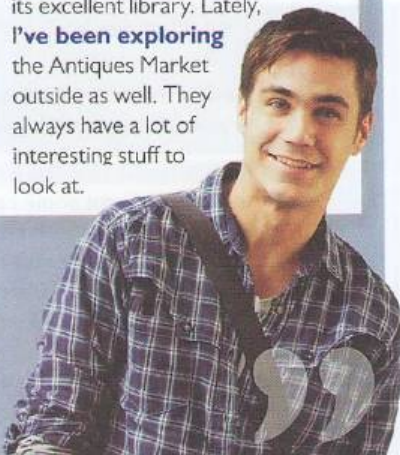 its excellent library. Lately,
I've been exploring
the Antiques Market
outside as well. They
always have a lot of
interesting stuff to
look at.